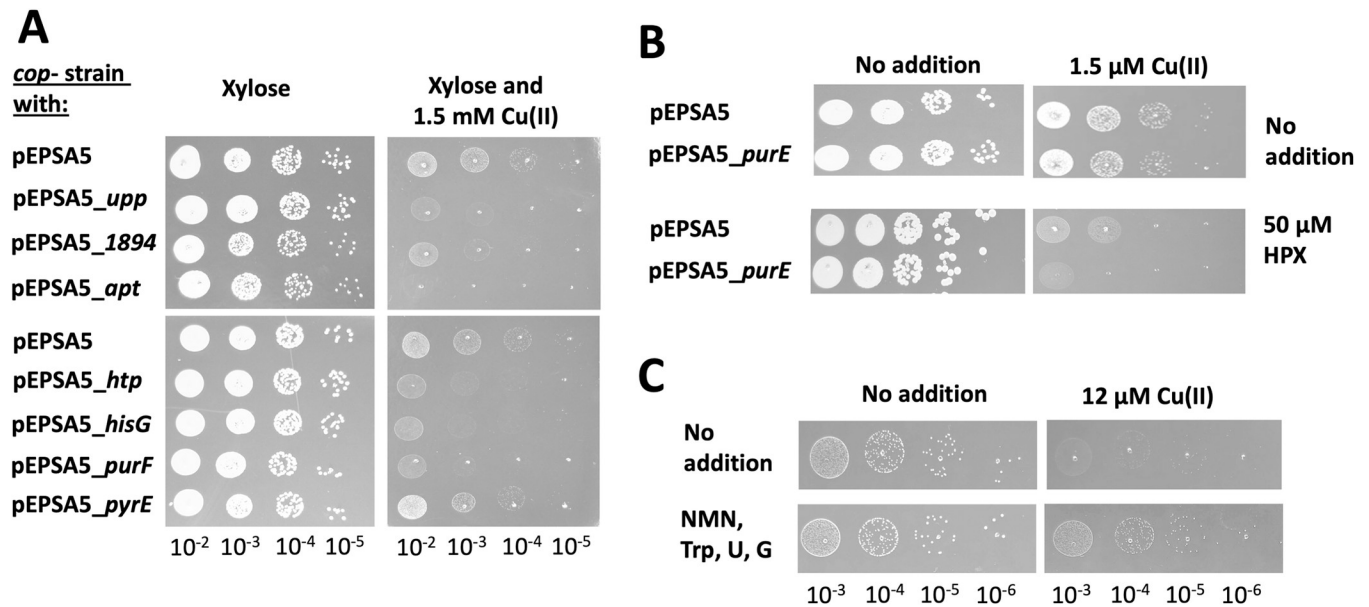 A
cop- strain
with:
Xylose
Xylose and
1.5 mM Cu(II)
pEPSA5
pEPSA5_upp
pEPSA5_1894
pEPSA5_apt
pEPSA5
pEPSA5_htp
pEPSA5_hisG
pEPSA5_purF
pEPSA5_pyrE
10⁻² 10⁻³ 10⁻⁴ 10⁻⁵
10⁻² 10⁻³ 10⁻⁴ 10⁻⁵
B
No addition
1.5 µM Cu(II)
pEPSA5
pEPSA5_purE
No
addition
pEPSA5
pEPSA5_purE
50 µM
HPX
C
No addition
12 µM Cu(II)
No
addition
NMN,
Trp, U, G
10⁻³ 10⁻⁴ 10⁻⁵ 10⁻⁶
10⁻³ 10⁻⁴ 10⁻⁵ 10⁻⁶